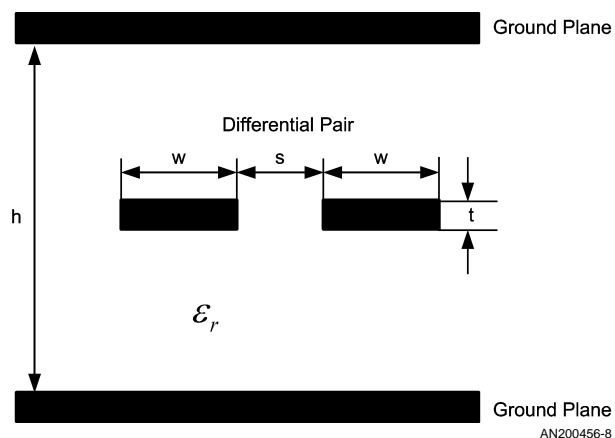 Ground Plane
Differential Pair
w
s
w
h
t
εr
Ground Plane
AN200456-8